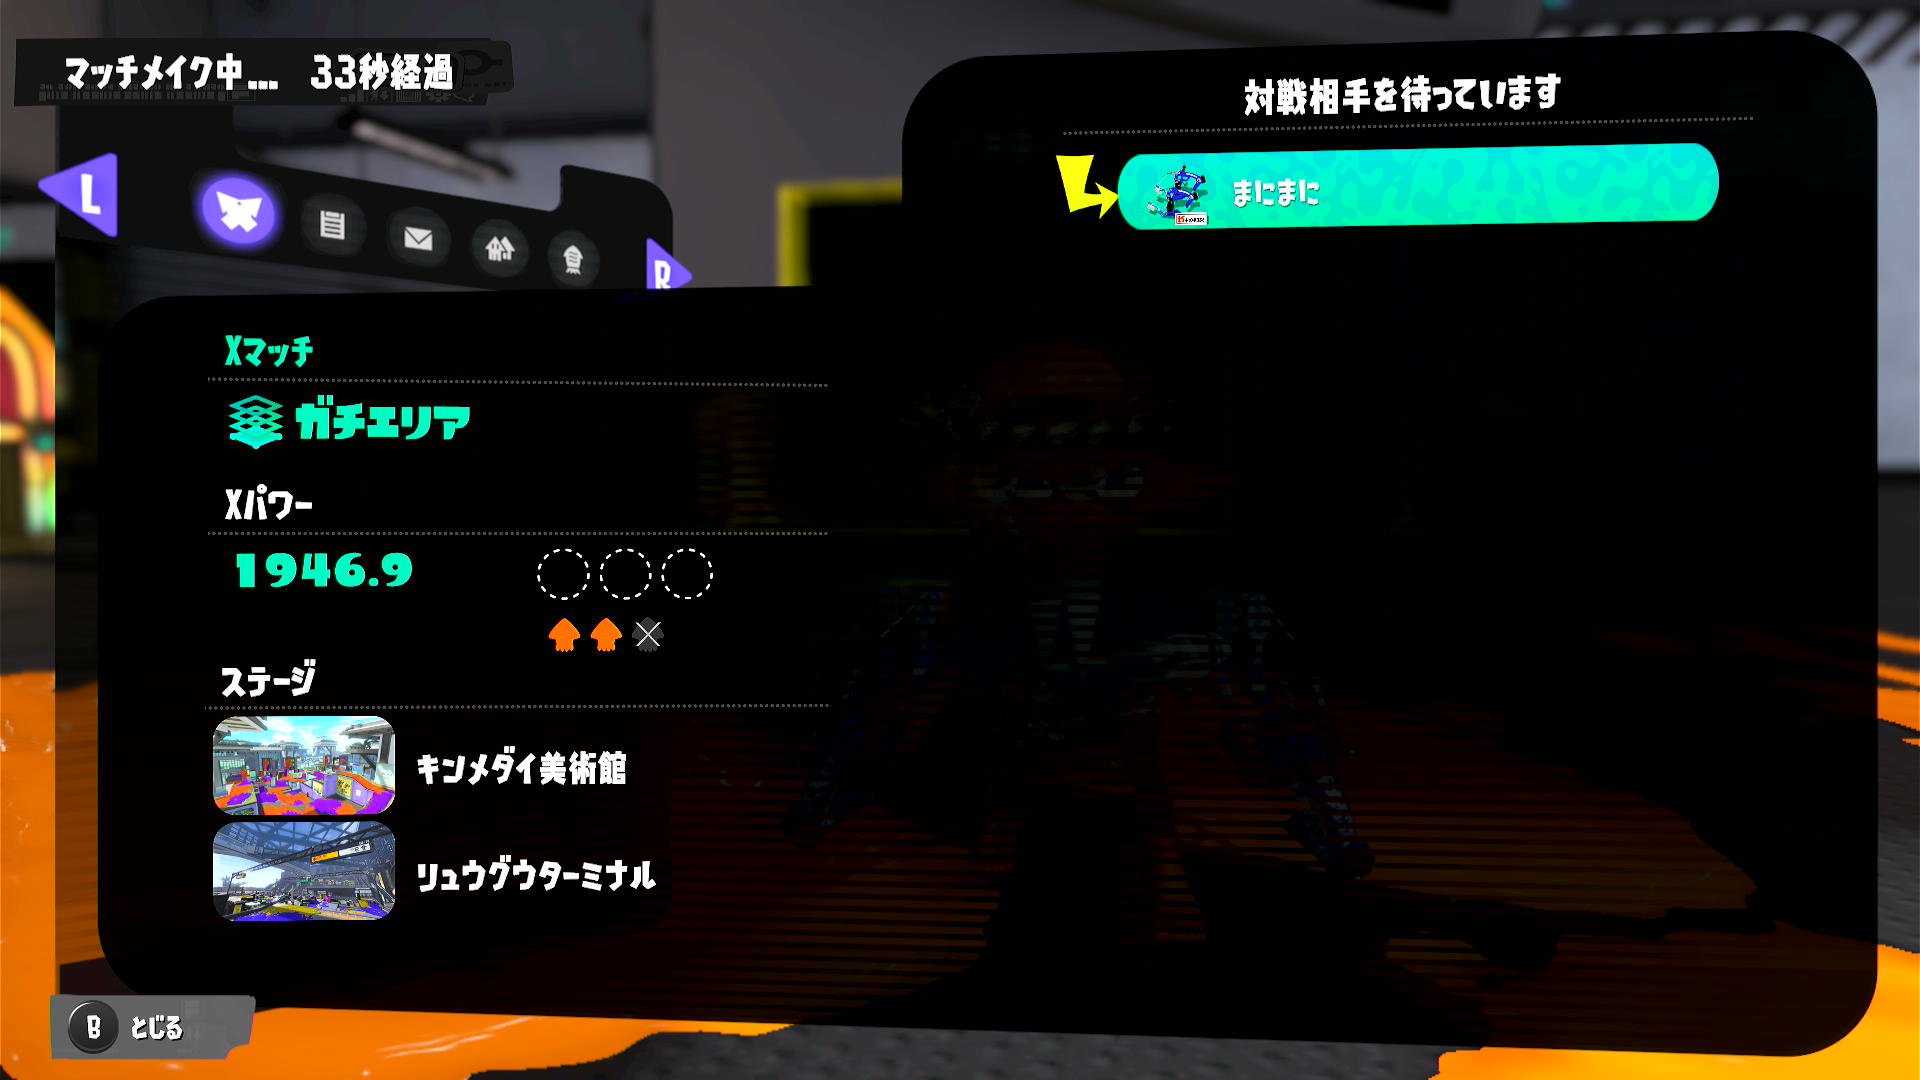 マッチメイク中... 33秒経過
対戦相手を待っています
まにまに
L
R
Xマッチ
ガチエリア
Xパワー
1946.9
ステージ
キンメダイ美術館
リュウグウターミナル
B とじる